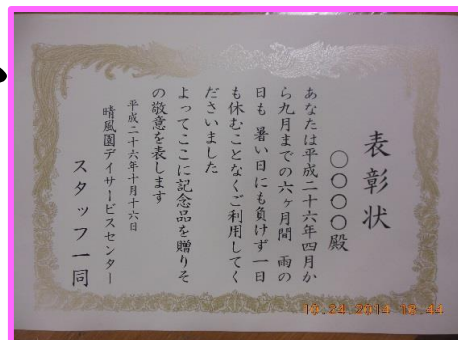 表彰状
〇〇〇〇殿
あなたは平成二十六年四月か
ら九月までの六ヶ月間 雨の
日も 暑い日にも負けず一日
も休むことなくご利用してく
ださいました
よってここに記念品を贈りそ
の敬意を表します
平成二十六年十月十六日
晴風園デイサービスセンター
スタッフ一同
10.24.2014 18:44